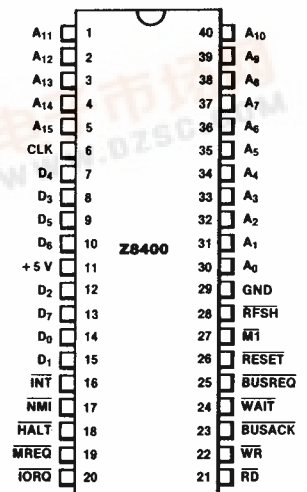 A11 1 40 A10
A12 2 39 A9
A13 3 38 A8
A14 4 37 A7
A15 5 36 A6
CLK 6 35 A5
D4 7 34 A4
D3 8 33 A3
D5 9 32 A2
D6 10 31 A1
Z8400
+5 V 11 30 A0
D2 12 29 GND
D7 13 28 RFSH
D0 14 27 M1
D1 15 26 RESET
INT 16 25 BUSREQ
NMI 17 24 WAIT
HALT 18 23 BUSACK
MREQ 19 22 WR
IORQ 20 21 RD